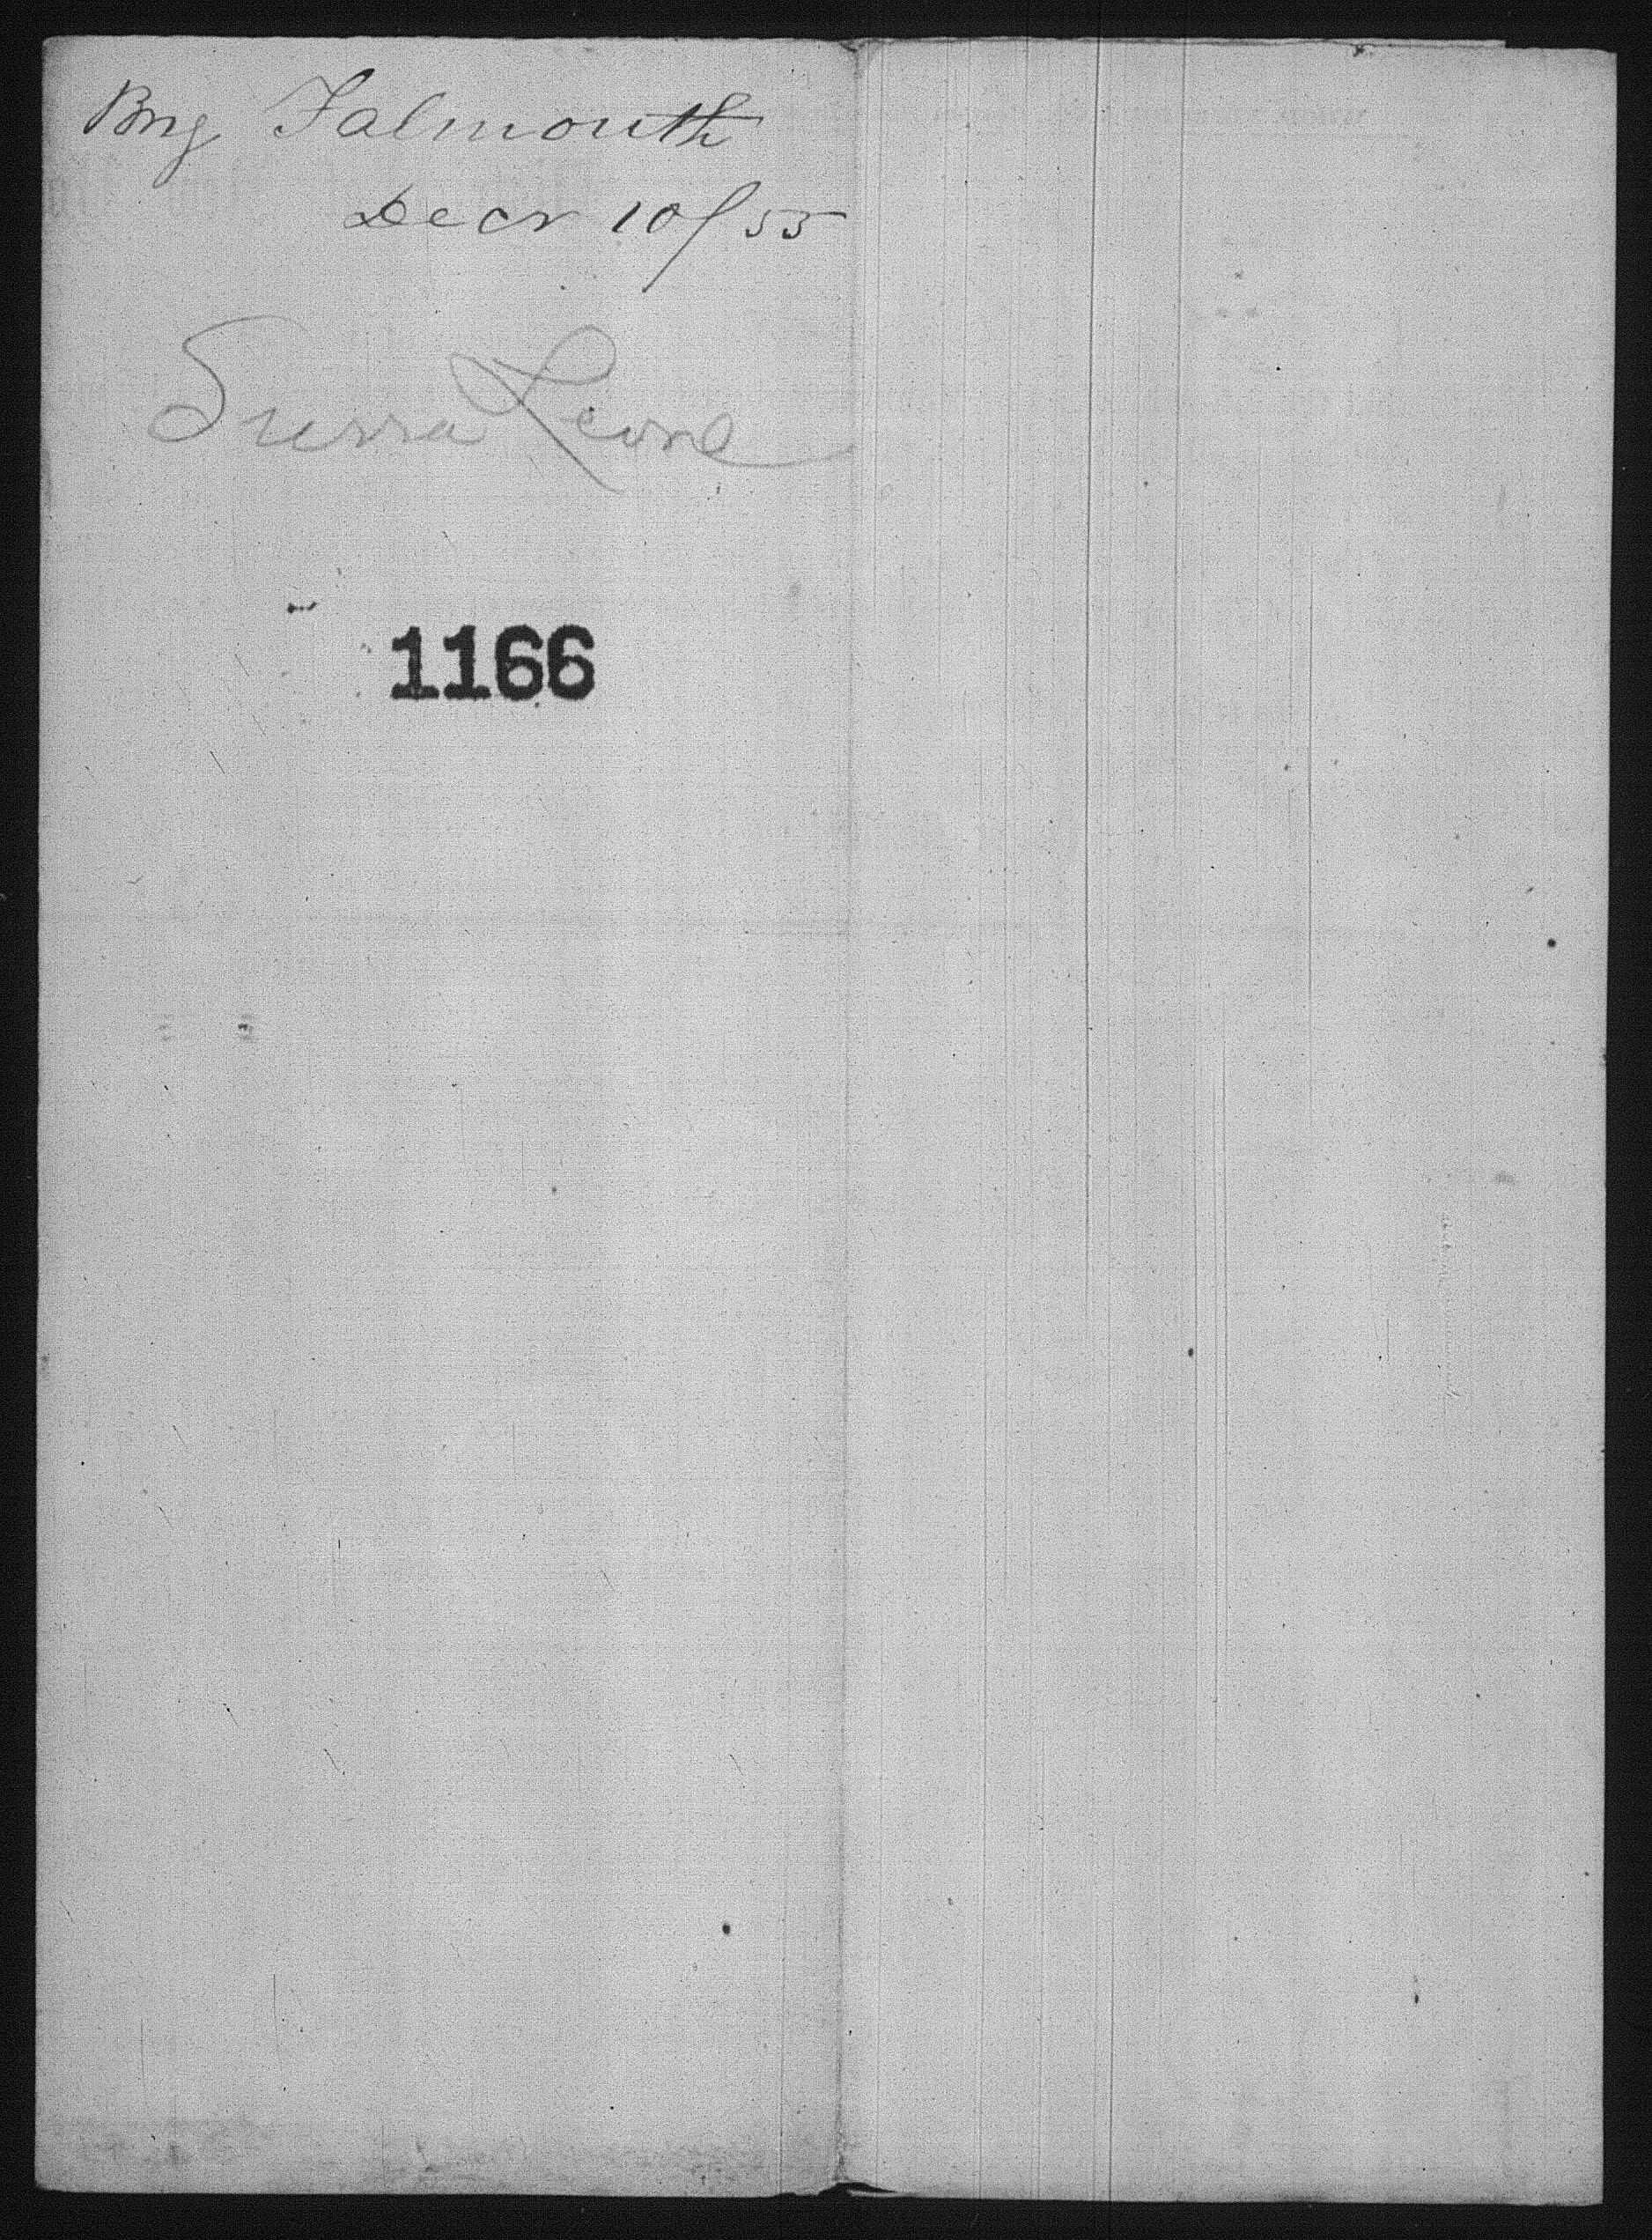 Brig Falmouth
Decr 10/55
Sierra Leone
1166